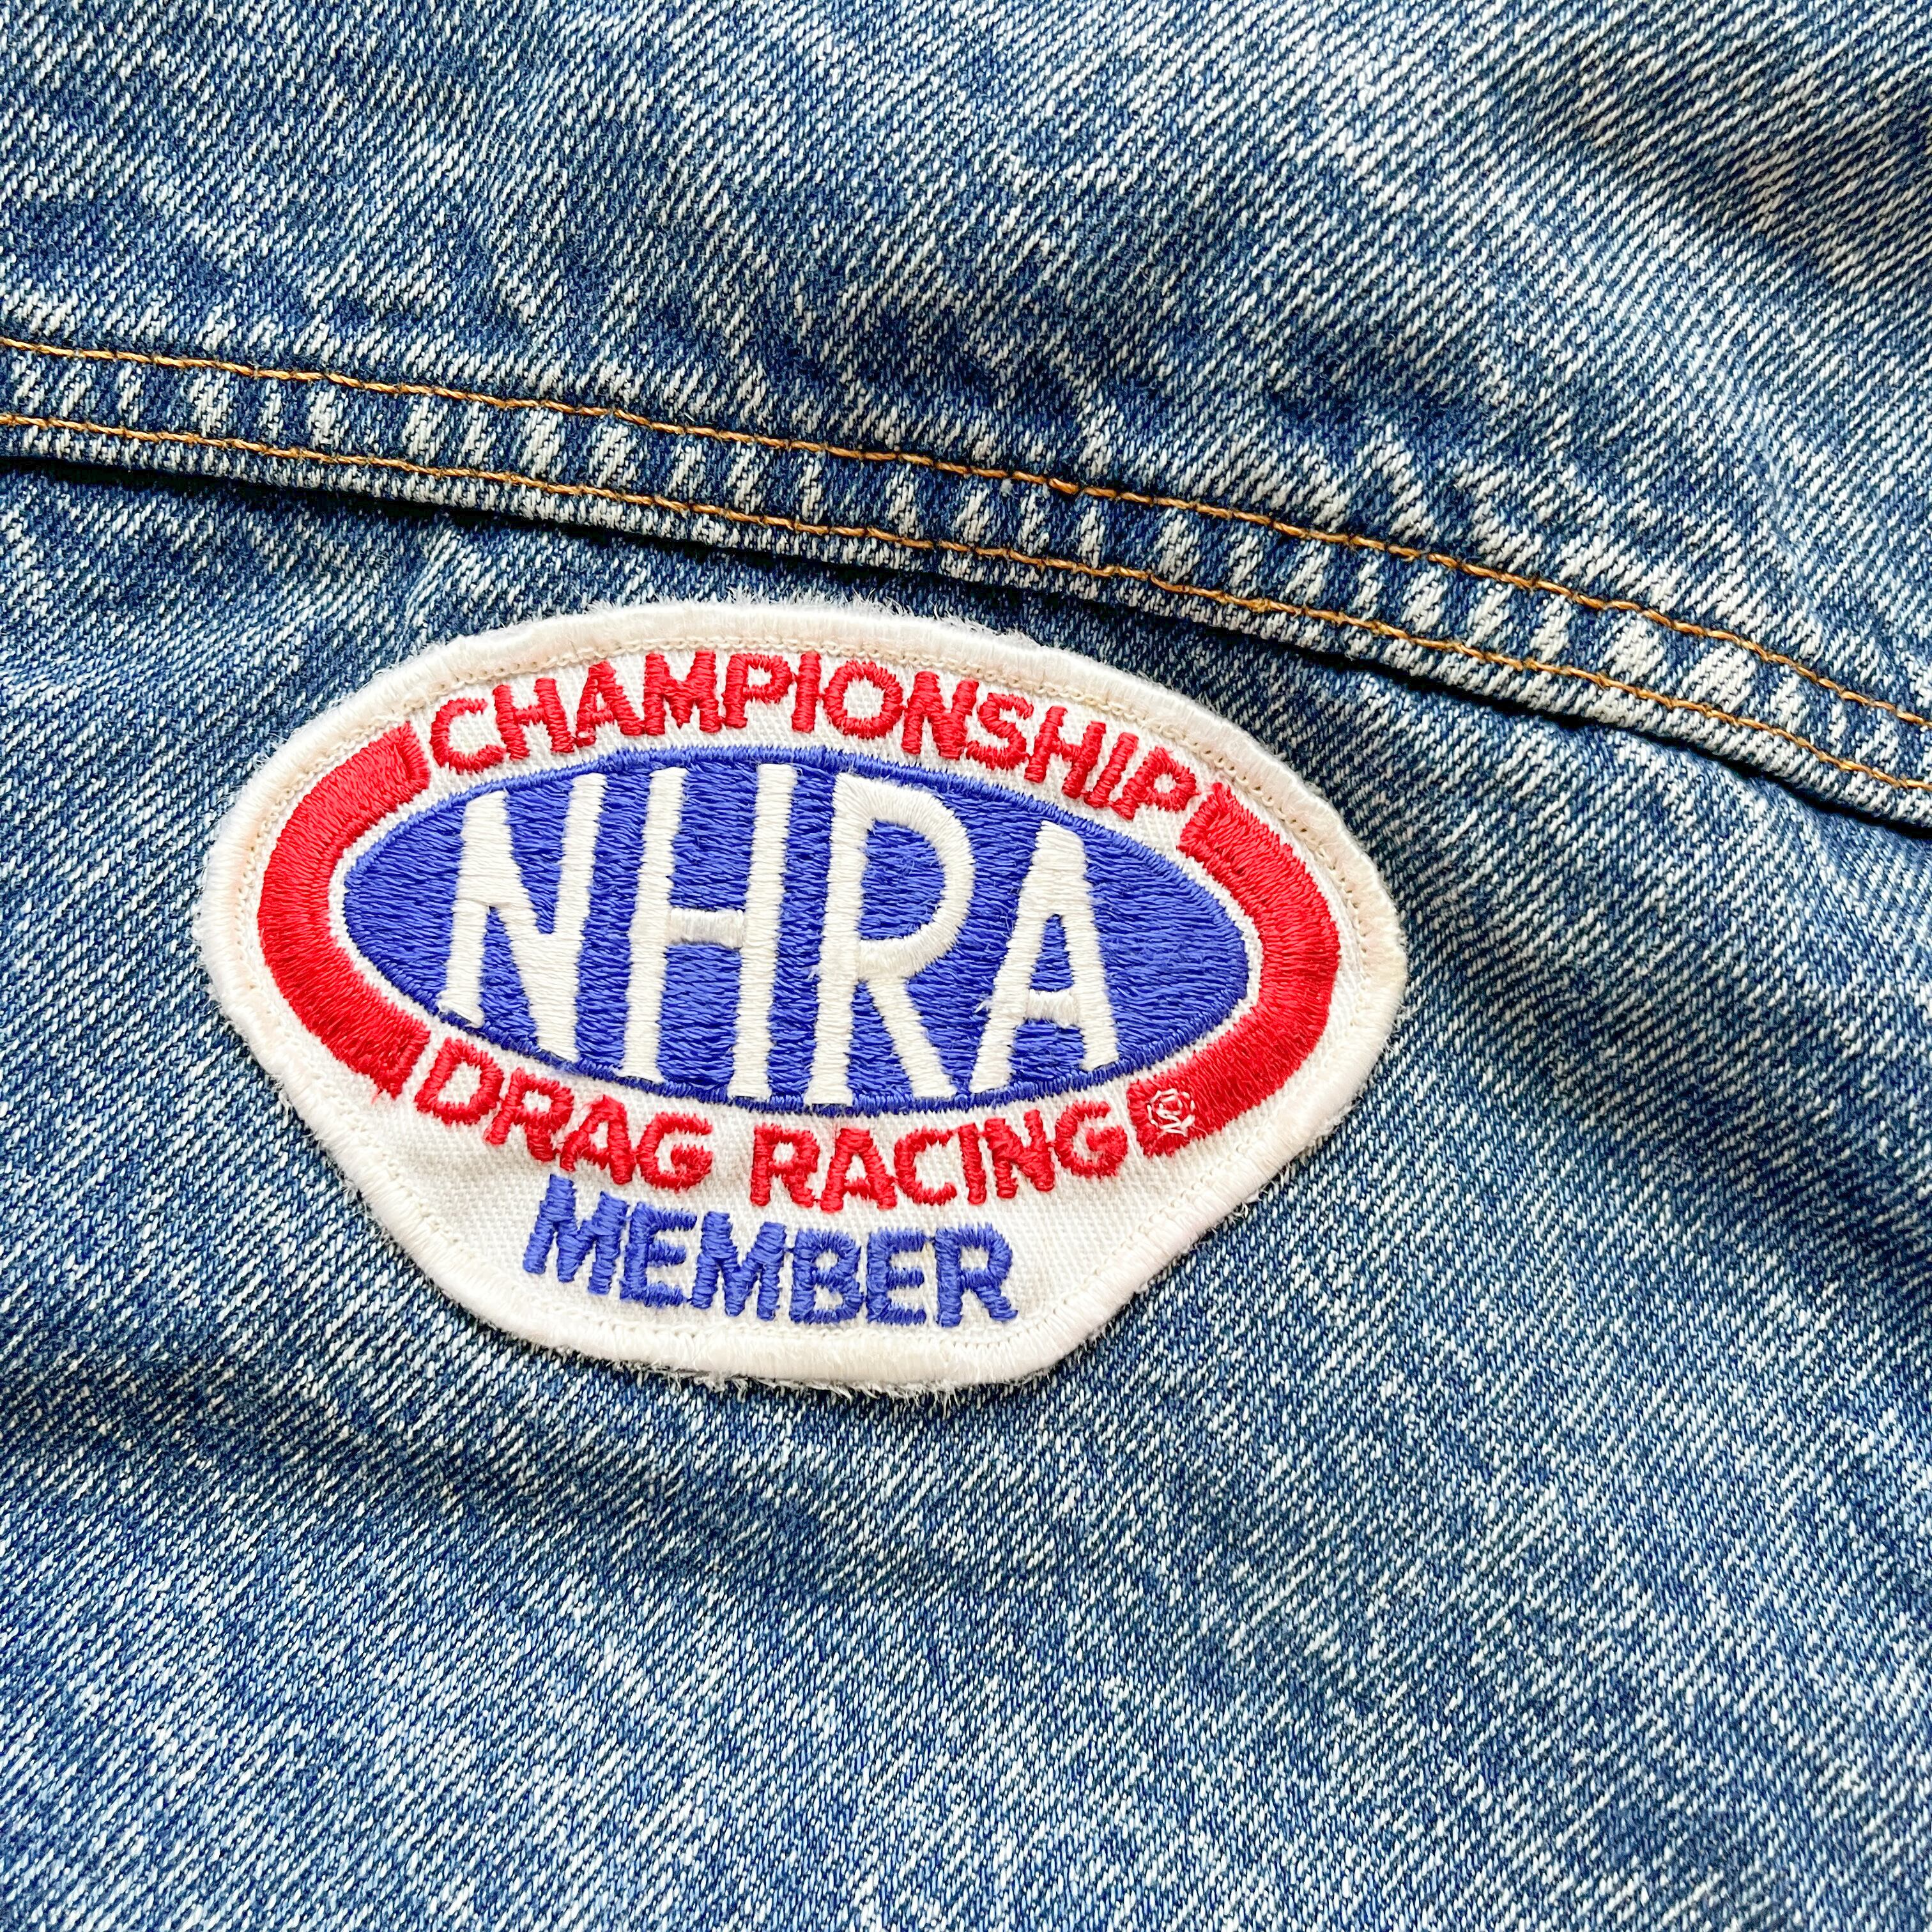 CHAMPIONSHIP
NHRA
DRAG RACING ®
MEMBER